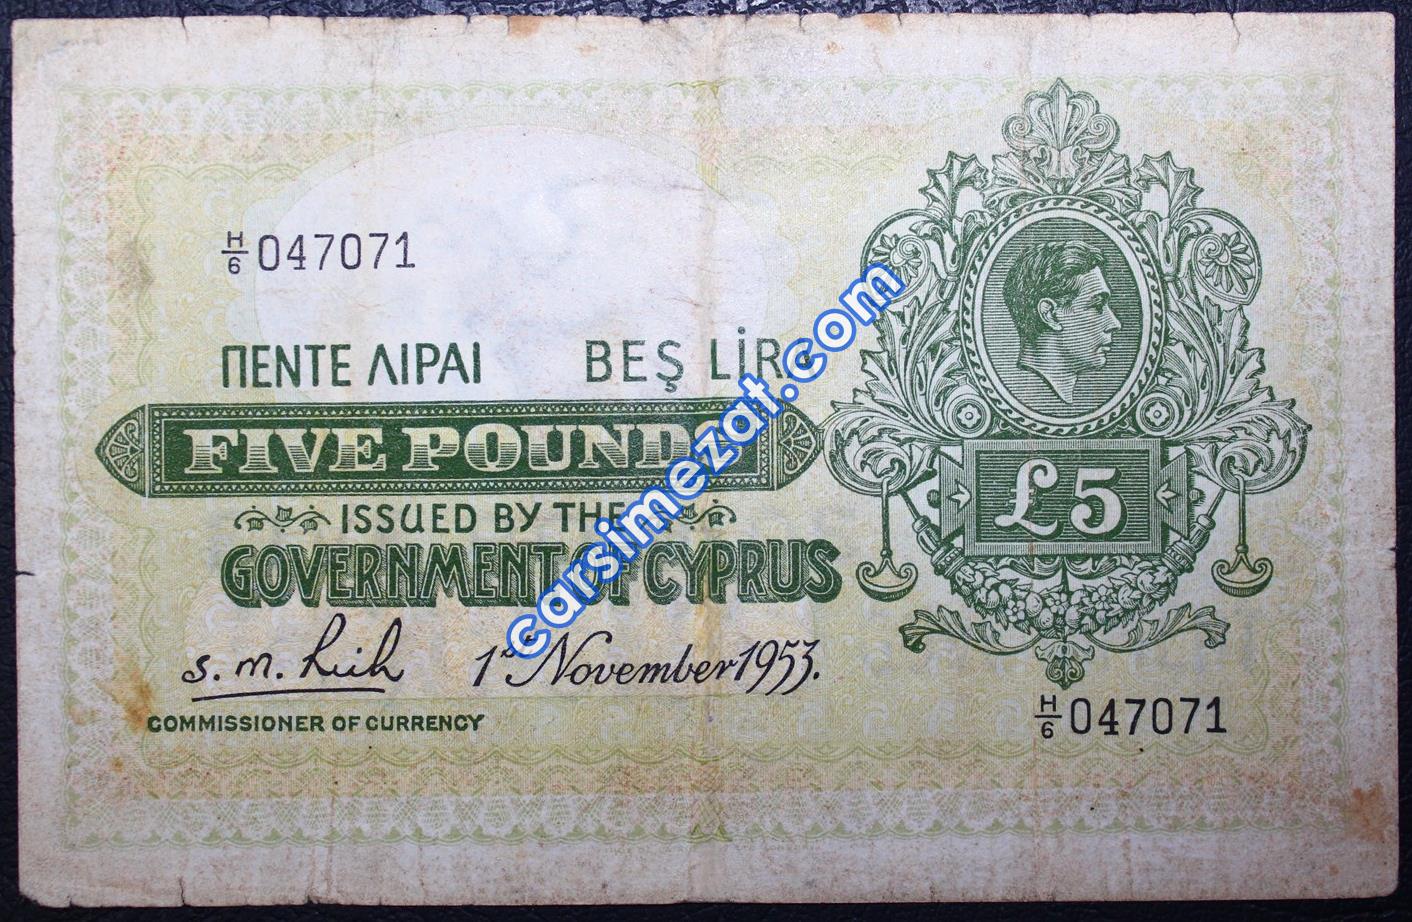 H/6 047071
ΠΕΝΤΕ ΛΙΡΑΙ BEŞ LİRA
FIVE POUNDS
ISSUED BY THE
GOVERNMENT OF CYPRUS
1st November 1953.
COMMISSIONER OF CURRENCY
£5
H/6 047071
carsimezat.com